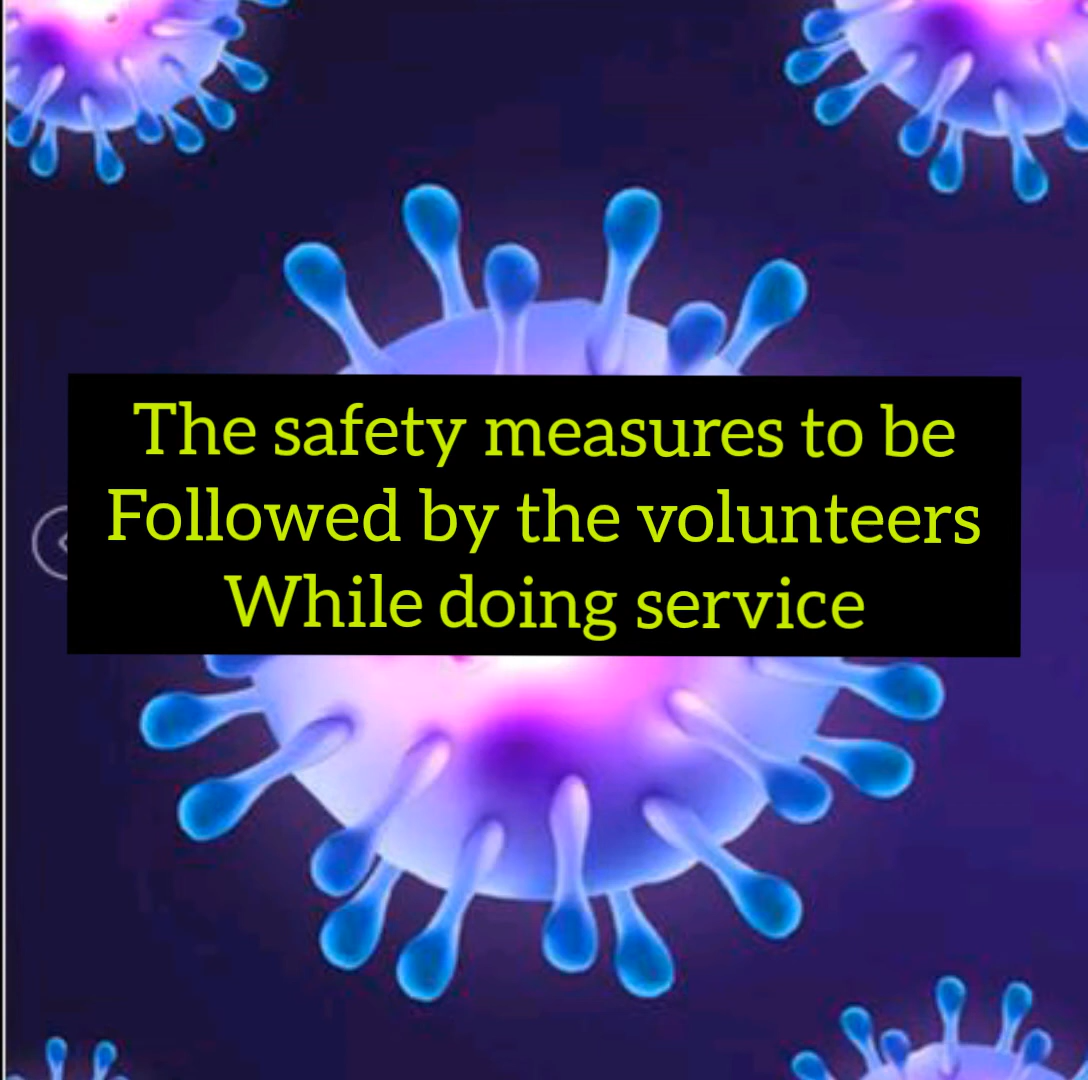 The safety measures to be
Followed by the volunteers
While doing service